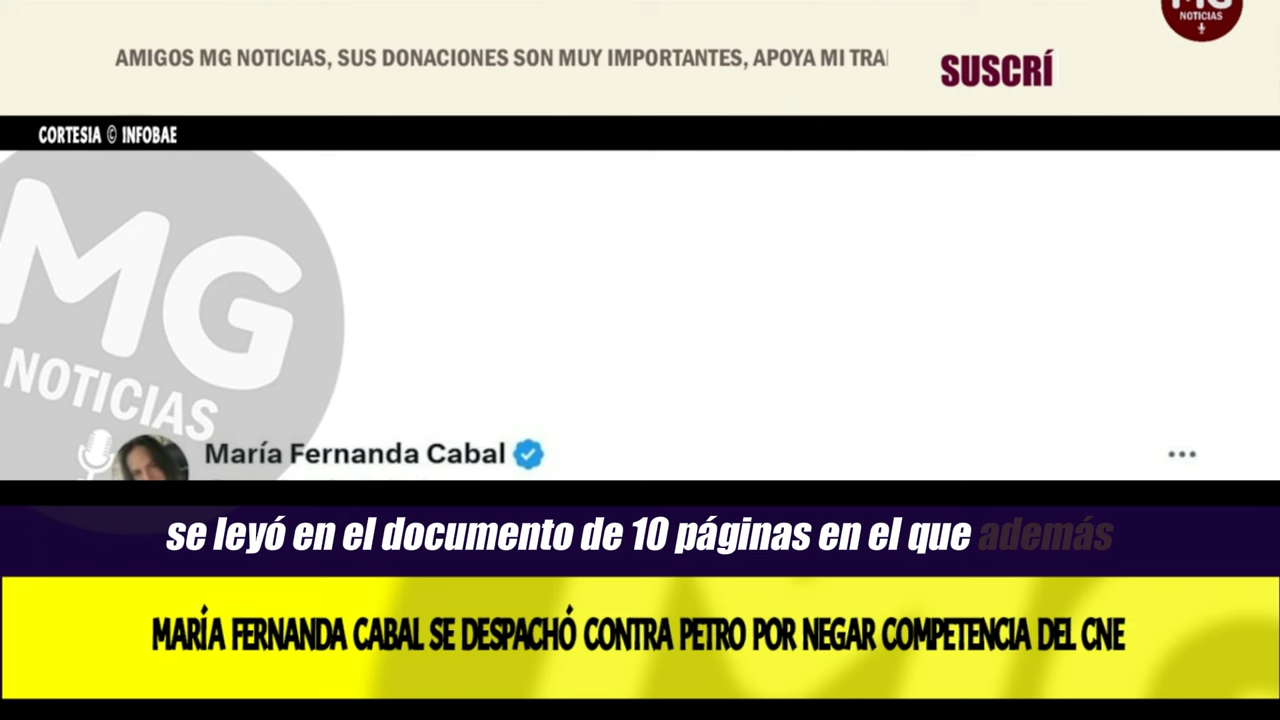 AMIGOS MG NOTICIAS, SUS DONACIONES SON MUY IMPORTANTES, APOYA MI TRA
SUSCRÍ
MG
NOTICIAS
CORTESIA © INFOBAE
MG
NOTICIAS
María Fernanda Cabal
se leyó en el documento de 10 páginas en el que además
MARÍA FERNANDA CABAL SE DESPACHÓ CONTRA PETRO POR NEGAR COMPETENCIA DEL CNE